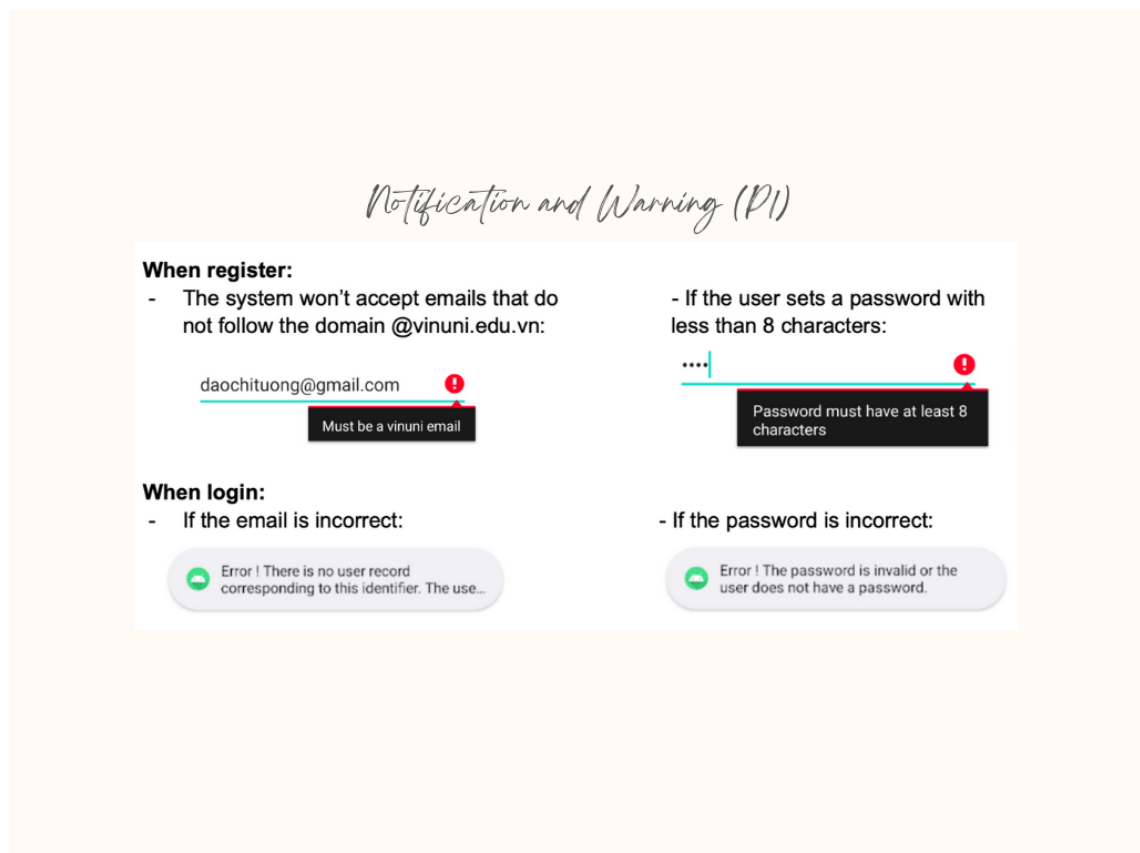 Notification and Warning (P1)
When register:
- The system won't accept emails that do
not follow the domain @vinuni.edu.vn:
daochituong@gmail.com
Must be a vinuni email
- If the user sets a password with
less than 8 characters:
••••
Password must have at least 8
characters
When login:
- If the email is incorrect:
Error ! There is no user record
corresponding to this identifier. The use...
- If the password is incorrect:
Error ! The password is invalid or the
user does not have a password.